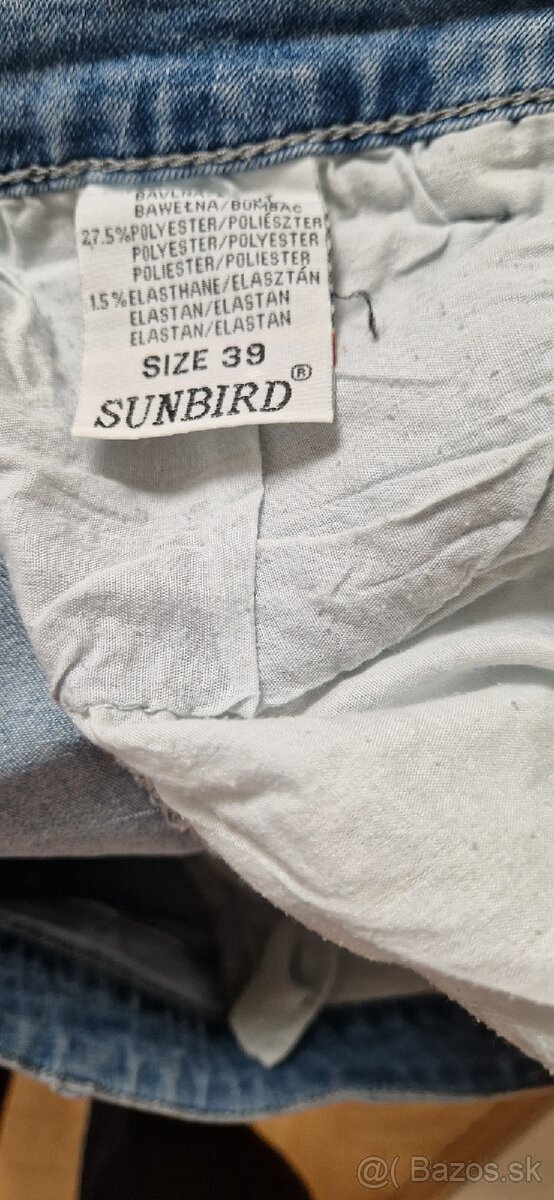 BAVLNA
BAWEŁNA/BUMBAC
27.5%POLYESTER/POLIÉSZTER
POLYESTER/POLYESTER
POLIESTER/POLIESTER
1.5%ELASTHANE/ELASZTÁN
ELASTAN/ELASTAN
ELASTAN/ELASTAN
SIZE 39
SUNBIRD®
@( Bazos.sk